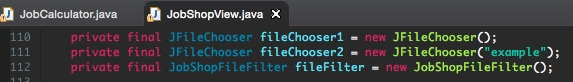 JobCalculator.java JobShopView.java
110 private final JFileChooser fileChooser1 = new JFileChooser();
111 private final JFileChooser fileChooser2 = new JFileChooser("example");
112 private final JobShopFileFilter fileFilter = new JobShopFileFilter();